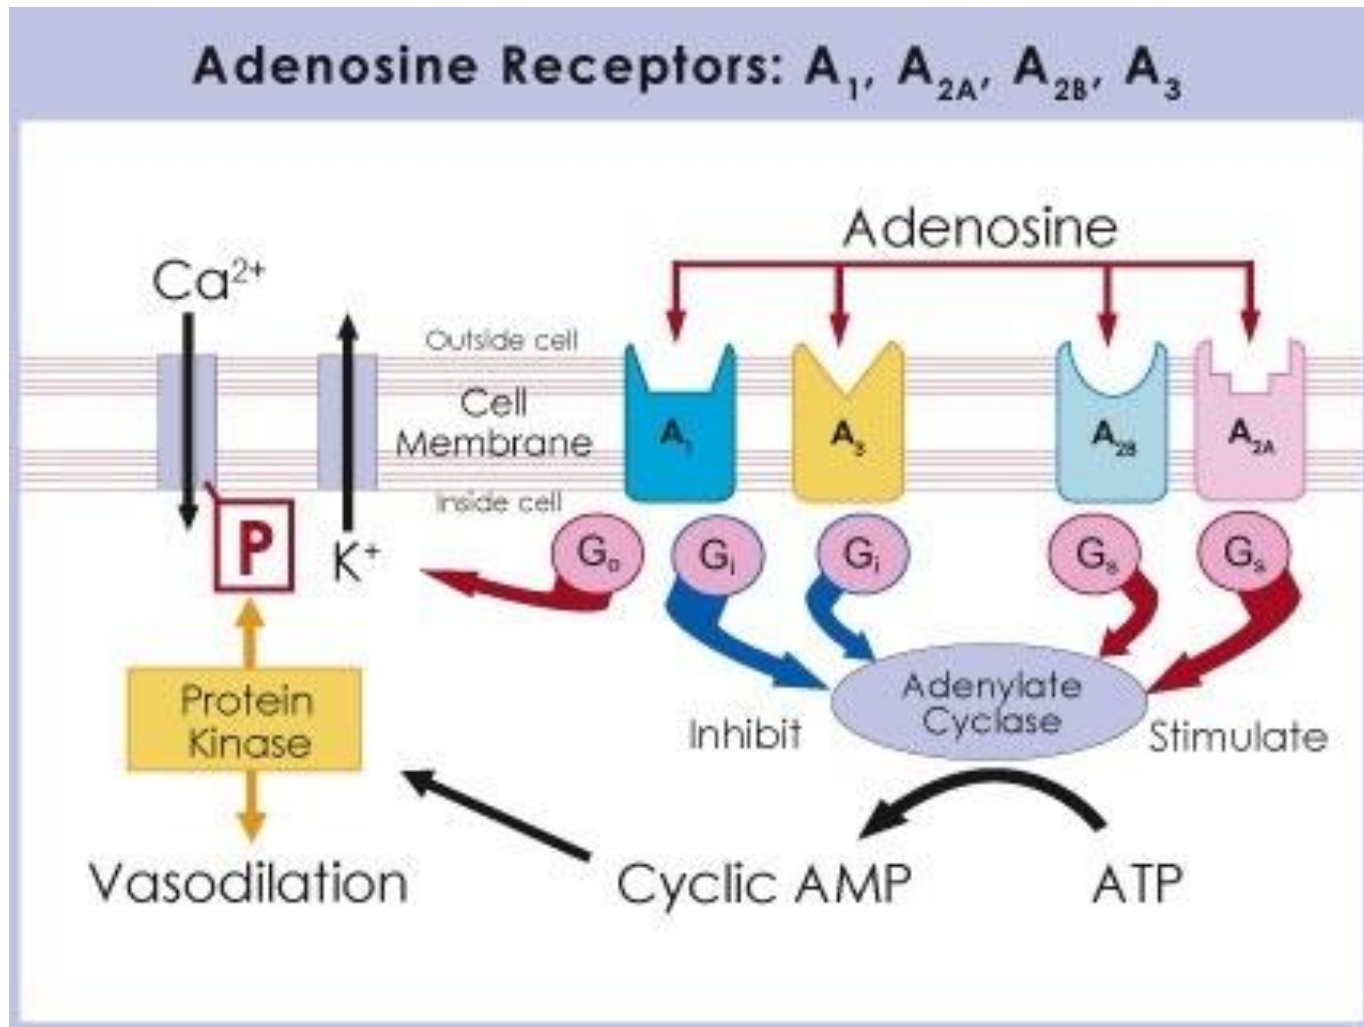 Adenosine Receptors: A₁, A₂A, A₂B, A₃
Adenosine
Ca²⁺
Outside cell
Cell
Membrane
Inside cell
A₁
A₃
A₂B
A₂A
P
K⁺
Gₒ
Gᵢ
Gᵢ
Gₛ
Gₛ
Protein
Kinase
Adenylate
Cyclase
Inhibit
Stimulate
Vasodilation
Cyclic AMP
ATP